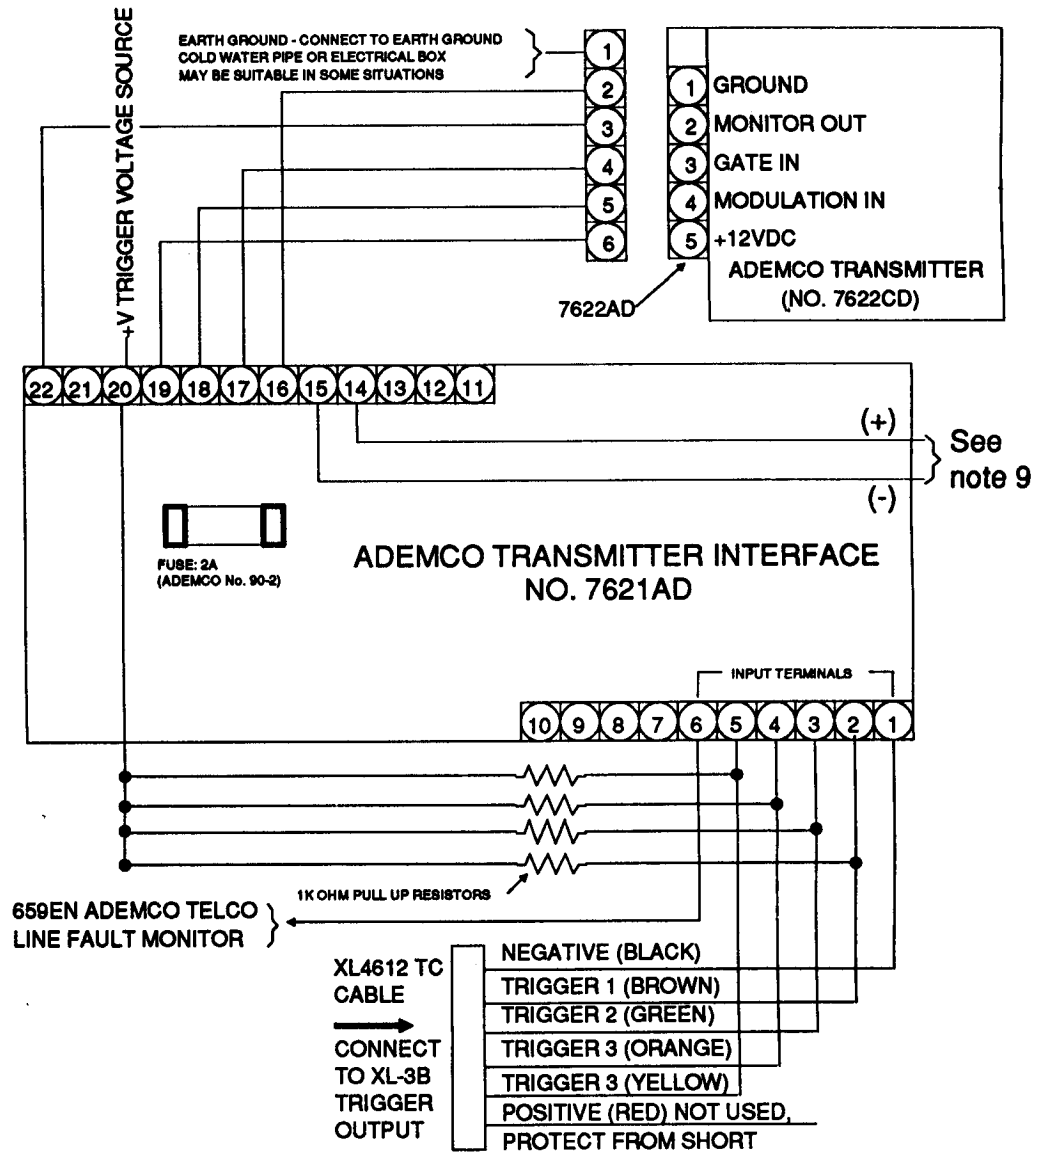 +V TRIGGER VOLTAGE SOURCE
EARTH GROUND - CONNECT TO EARTH GROUND
COLD WATER PIPE OR ELECTRICAL BOX
MAY BE SUITABLE IN SOME SITUATIONS
1
2
3
4
5
6
1 GROUND
2 MONITOR OUT
3 GATE IN
4 MODULATION IN
5 +12VDC
ADEMCO TRANSMITTER
(NO. 7622CD)
7622AD
22 21 20 19 18 17 16 15 14 13 12 11
(+)
(-)
See
note 9
FUSE: 2A
(ADEMCO No. 90-2)
ADEMCO TRANSMITTER INTERFACE
NO. 7621AD
INPUT TERMINALS
10 9 8 7 6 5 4 3 2 1
1K OHM PULL UP RESISTORS
659EN ADEMCO TELCO
LINE FAULT MONITOR
XL4612 TC
CABLE
CONNECT
TO XL-3B
TRIGGER
OUTPUT
NEGATIVE (BLACK)
TRIGGER 1 (BROWN)
TRIGGER 2 (GREEN)
TRIGGER 3 (ORANGE)
TRIGGER 3 (YELLOW)
POSITIVE (RED) NOT USED,
PROTECT FROM SHORT